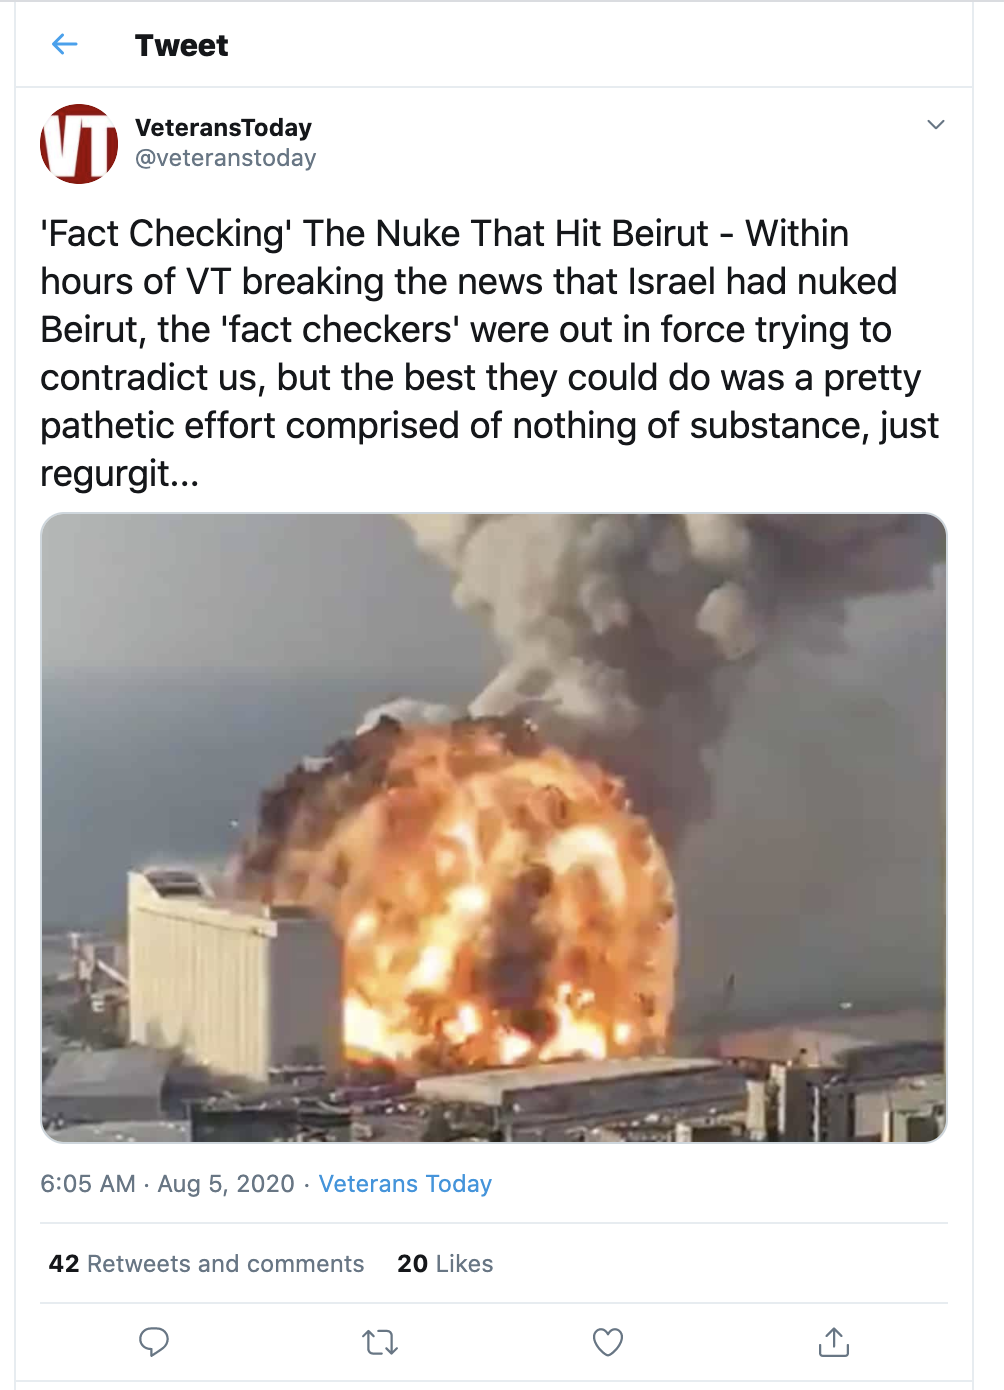 Tweet
VT
VeteransToday
@veteranstoday
'Fact Checking' The Nuke That Hit Beirut - Within
hours of VT breaking the news that Israel had nuked
Beirut, the 'fact checkers' were out in force trying to
contradict us, but the best they could do was a pretty
pathetic effort comprised of nothing of substance, just
regurgit...
6:05 AM · Aug 5, 2020 · Veterans Today
42 Retweets and comments 20 Likes